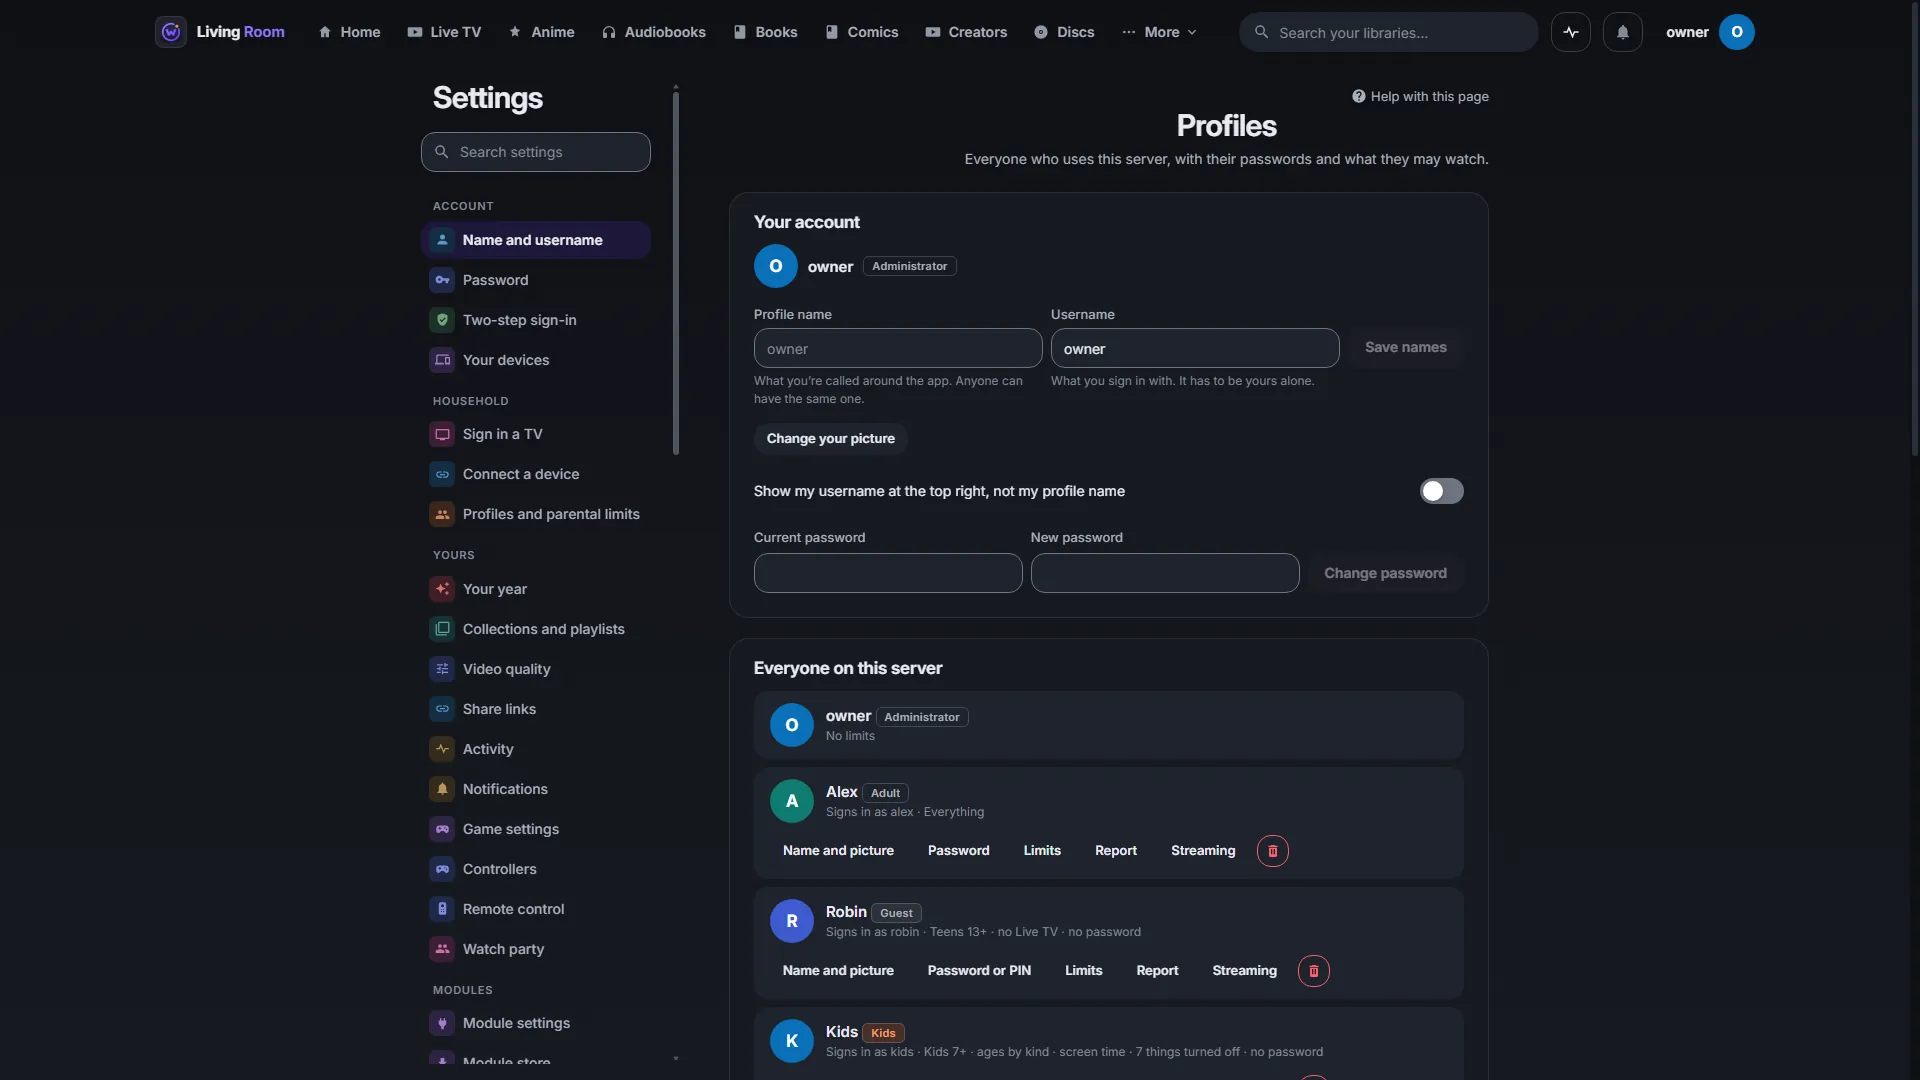 Living Room
Home
Live TV
Anime
Audiobooks
Books
Comics
Creators
Discs
More
Search your libraries...
owner
O
Settings
Search settings
ACCOUNT
Name and username
Password
Two-step sign-in
Your devices
HOUSEHOLD
Sign in a TV
Connect a device
Profiles and parental limits
YOURS
Your year
Collections and playlists
Video quality
Share links
Activity
Notifications
Game settings
Controllers
Remote control
Watch party
MODULES
Module settings
Module store
Help with this page
Profiles
Everyone who uses this server, with their passwords and what they may watch.
Your account
O
owner
Administrator
Profile name
Username
owner
owner
Save names
What you're called around the app. Anyone can
have the same one.
What you sign in with. It has to be yours alone.
Change your picture
Show my username at the top right, not my profile name
Current password
New password
Change password
Everyone on this server
O
owner
Administrator
No limits
A
Alex
Adult
Signs in as alex · Everything
Name and picture
Password
Limits
Report
Streaming
R
Robin
Guest
Signs in as robin · Teens 13+ · no Live TV · no password
Name and picture
Password or PIN
Limits
Report
Streaming
K
Kids
Kids
Signs in as kids · Kids 7+ · ages by kind · screen time · 7 things turned off · no password